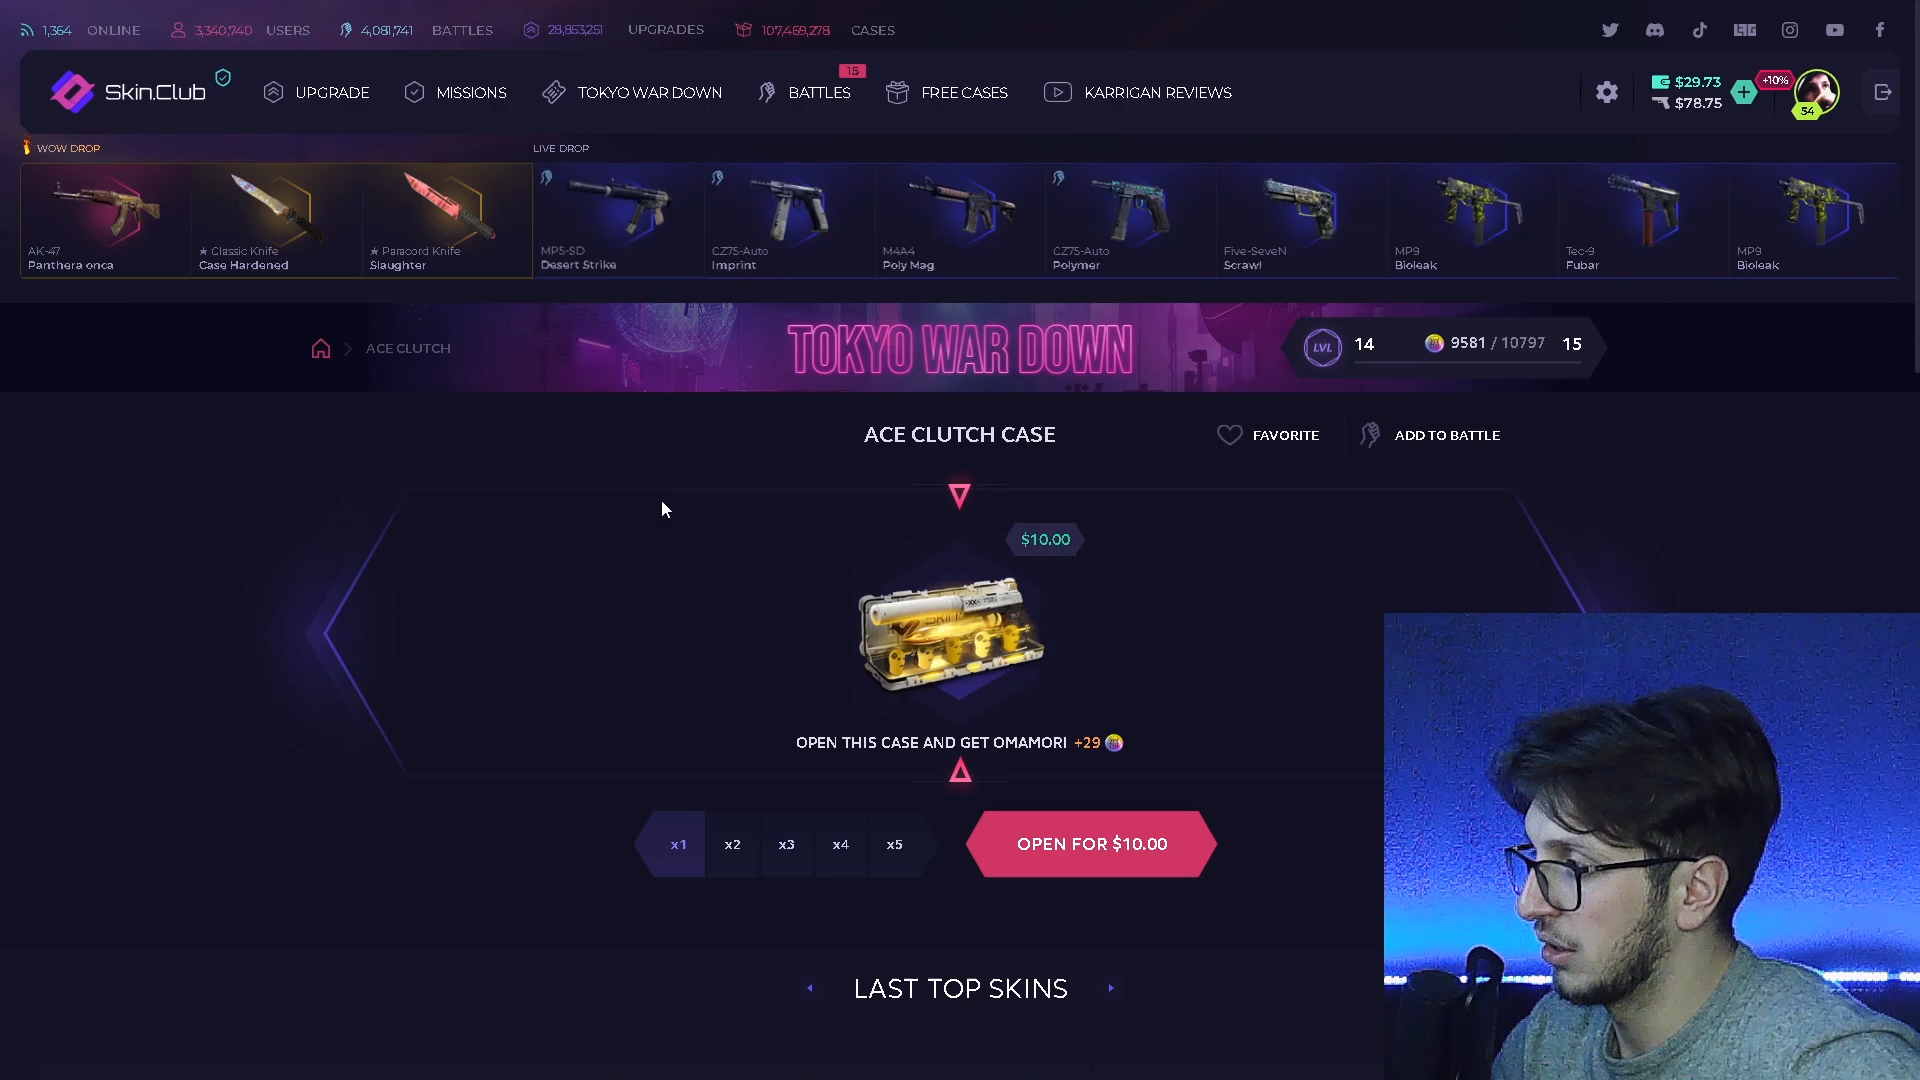 1,364 ONLINE 3,340,740 USERS 4,081,741 BATTLES 28,853,251 UPGRADES 107,469,278 CASES
Skin.Club UPGRADE MISSIONS TOKYO WAR DOWN BATTLES 15 FREE CASES KARRIGAN REVIEWS
$29.73
$78.75
+10%
54
WOW DROP
LIVE DROP
AK-47
Panthera onca
★ Classic Knife
Case Hardened
★ Paracord Knife
Slaughter
MP5-SD
Desert Strike
CZ75-Auto
Imprint
M4A4
Poly Mag
CZ75-Auto
Polymer
Five-SeveN
Scrawl
MP9
Bioleak
Tec-9
Fubar
MP9
Bioleak
ACE CLUTCH
TOKYO WAR DOWN
LVL 14 9581 / 10797 15
ACE CLUTCH CASE
FAVORITE
ADD TO BATTLE
$10.00
OPEN THIS CASE AND GET OMAMORI +29
x1 x2 x3 x4 x5
OPEN FOR $10.00
LAST TOP SKINS